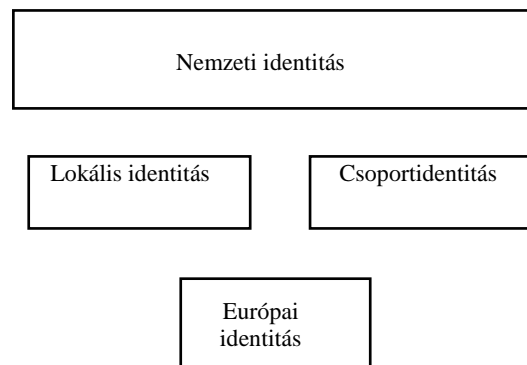 Nemzeti identitás
Lokális identitás
Csoportidentitás
Európai
identitás